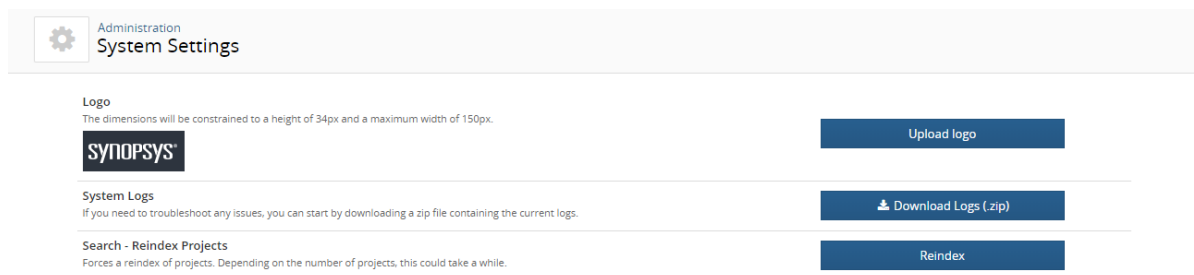 Administration
System Settings
Logo
The dimensions will be constrained to a height of 34px and a maximum width of 150px.
Upload logo
SYNOPSYS®
System Logs
If you need to troubleshoot any issues, you can start by downloading a zip file containing the current logs.
Download Logs (.zip)
Search - Reindex Projects
Forces a reindex of projects. Depending on the number of projects, this could take a while.
Reindex